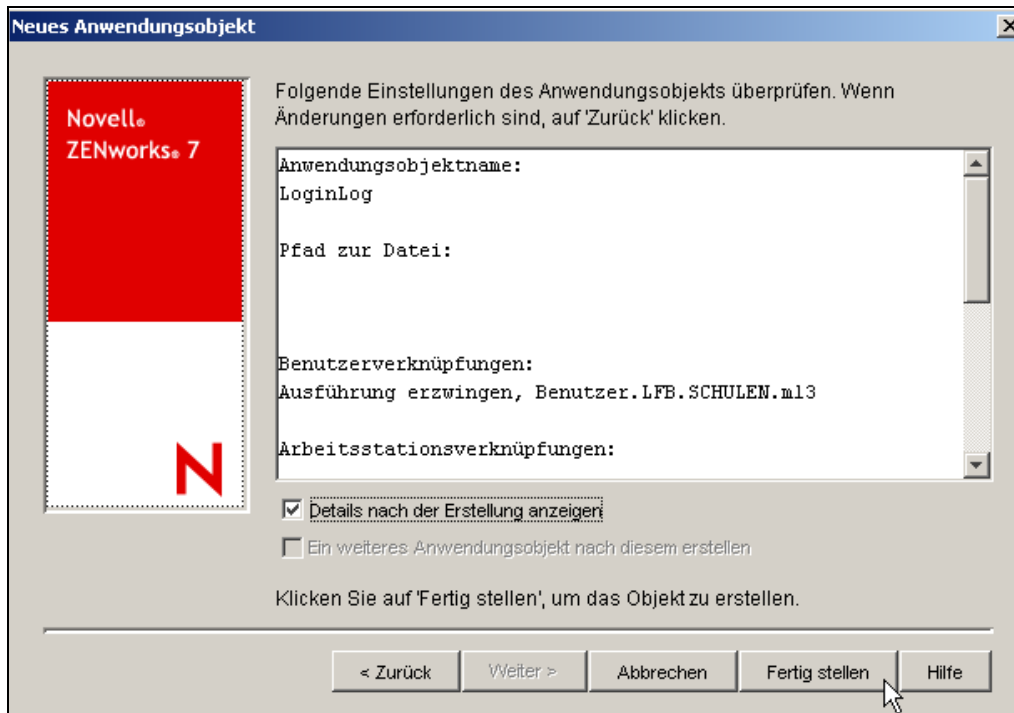 Neues Anwendungsobjekt
Novell®
ZENworks® 7
Folgende Einstellungen des Anwendungsobjekts überprüfen. Wenn
Änderungen erforderlich sind, auf 'Zurück' klicken.
Anwendungsobjektname:
LoginLog
Pfad zur Datei:
Benutzerverknüpfungen:
Ausführung erzwingen, Benutzer.LFB.SCHULEN.ml3
Arbeitsstationsverknüpfungen:
N
Details nach der Erstellung anzeigen
Ein weiteres Anwendungsobjekt nach diesem erstellen
Klicken Sie auf 'Fertig stellen', um das Objekt zu erstellen.
< Zurück Weiter > Abbrechen Fertig stellen Hilfe